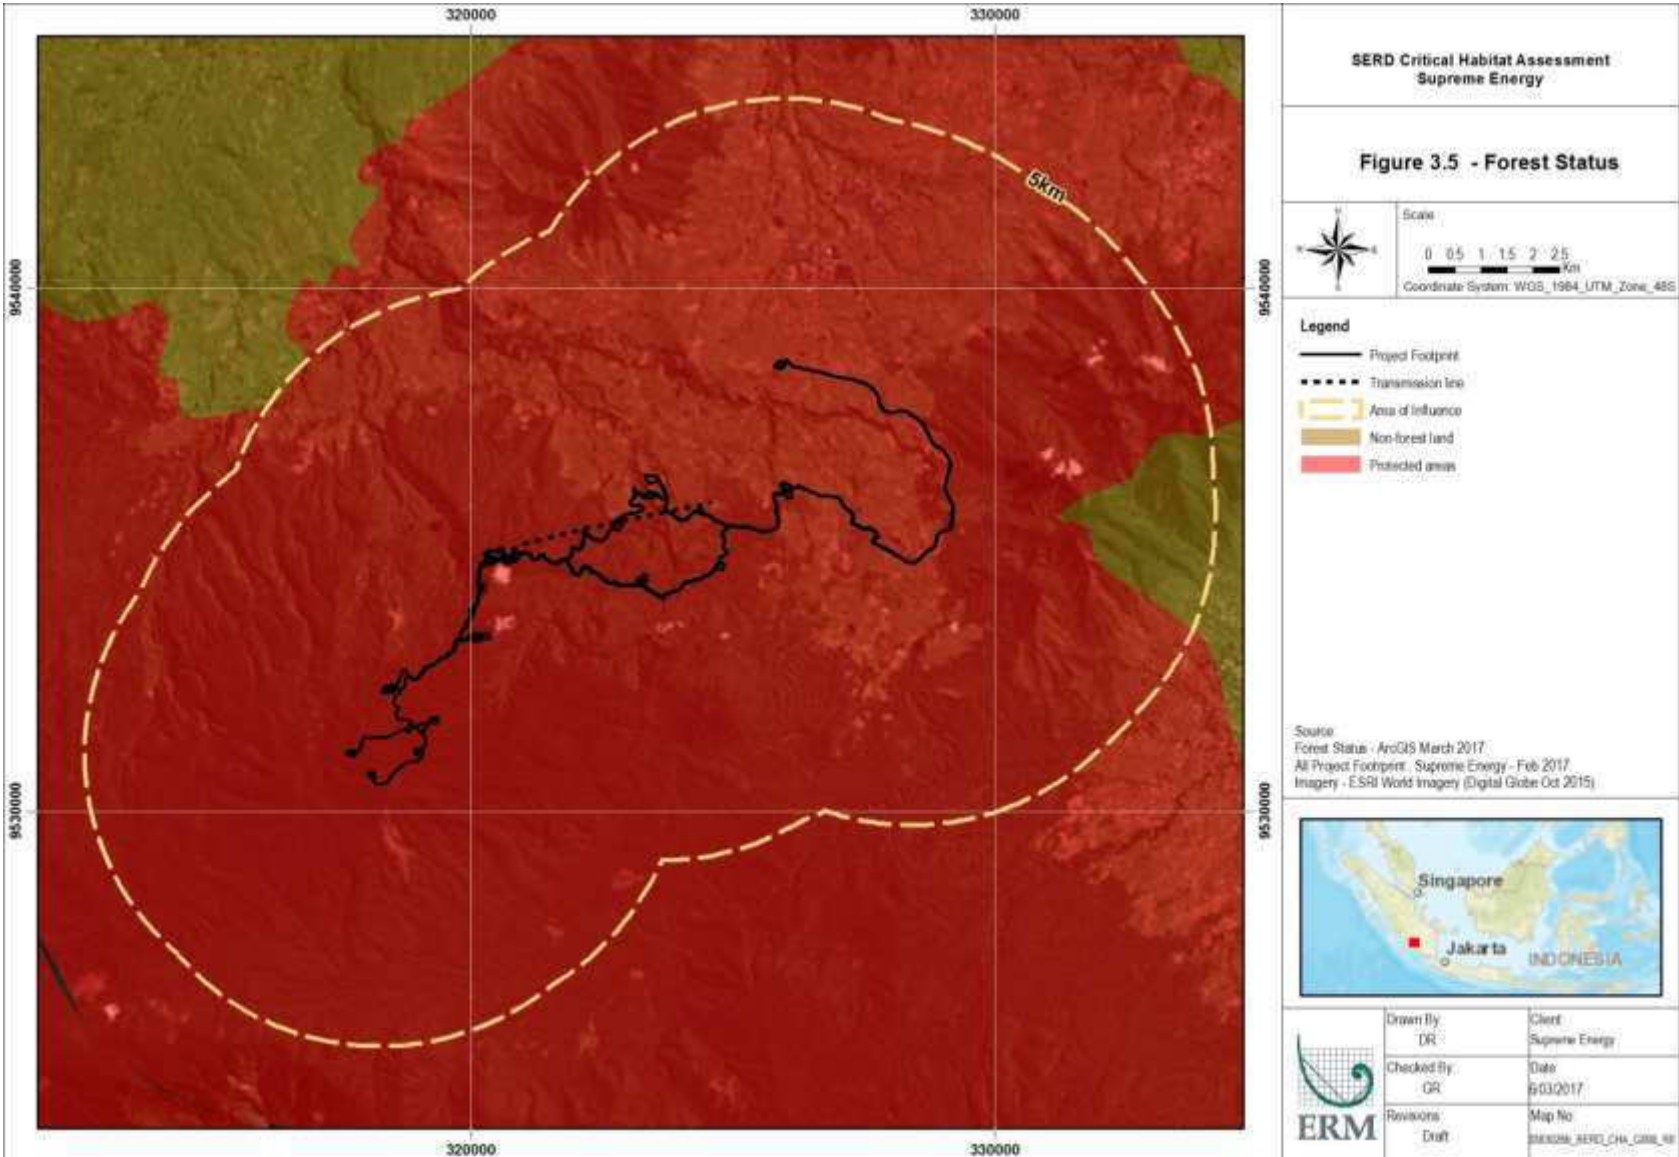 320000
330000
9540000
9540000
9530000
9530000
320000
330000
5km
SERD Critical Habitat Assessment
Supreme Energy
Figure 3.5 - Forest Status
N
Scale
0 0.5 1 1.5 2 2.5
Km
Coordinate System: WGS_1984_UTM_Zone_48S
Legend
Project Footprint
Transmission line
Area of Influence
Non-forest land
Protected areas
Source
Forest Status - ArcGIS March 2017
All Project Footprint: Supreme Energy - Feb 2017
Imagery - ESRI World Imagery (Digital Globe Oct 2015)
Singapore
Jakarta
INDONESIA
ERM
Drawn By
DR
Client
Supreme Energy
Checked By
GR
Date
6/03/2017
Revisions
Draft
Map No